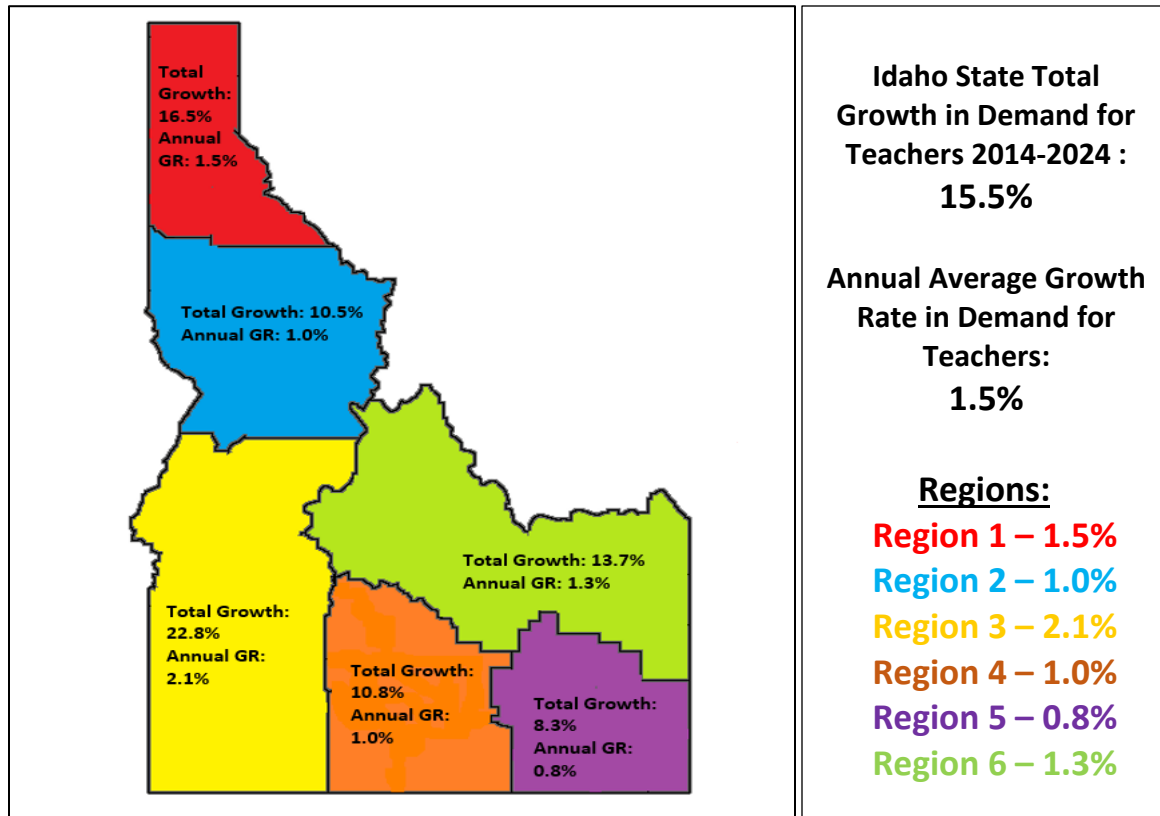 Total
Growth:
16.5%
Annual
GR: 1.5%
Total Growth: 10.5%
Annual GR: 1.0%
Total Growth: 13.7%
Annual GR: 1.3%
Total Growth:
22.8%
Annual GR:
2.1%
Total Growth:
10.8%
Annual GR:
1.0%
Total Growth:
8.3%
Annual GR:
0.8%
Idaho State Total
Growth in Demand for
Teachers 2014-2024 :
15.5%
Annual Average Growth
Rate in Demand for
Teachers:
1.5%
Regions:
Region 1 – 1.5%
Region 2 – 1.0%
Region 3 – 2.1%
Region 4 – 1.0%
Region 5 – 0.8%
Region 6 – 1.3%